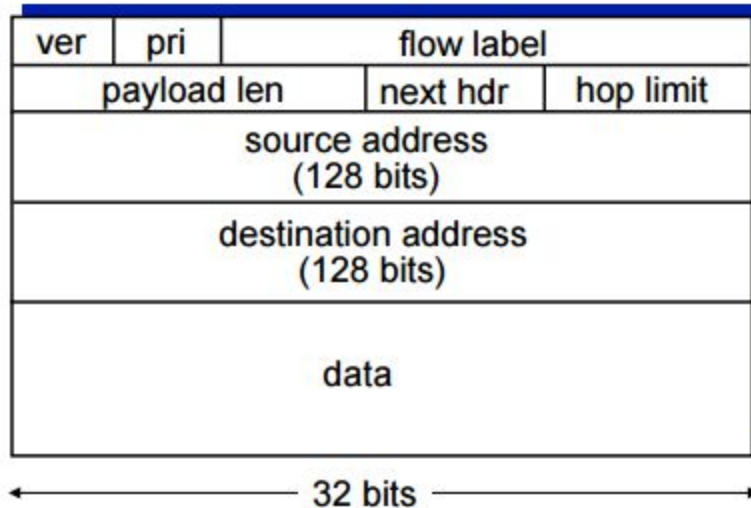 ver pri flow label
payload len next hdr hop limit
source address
(128 bits)
destination address
(128 bits)
data
32 bits